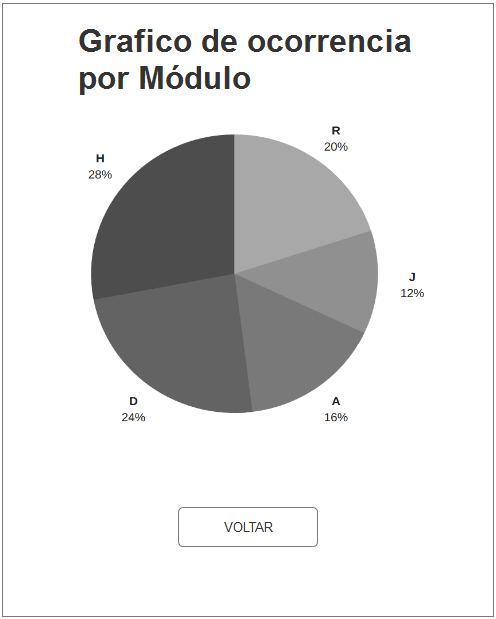 Grafico de ocorrencia
por Módulo
R
20%
H
28%
J
12%
D
24%
A
16%
VOLTAR